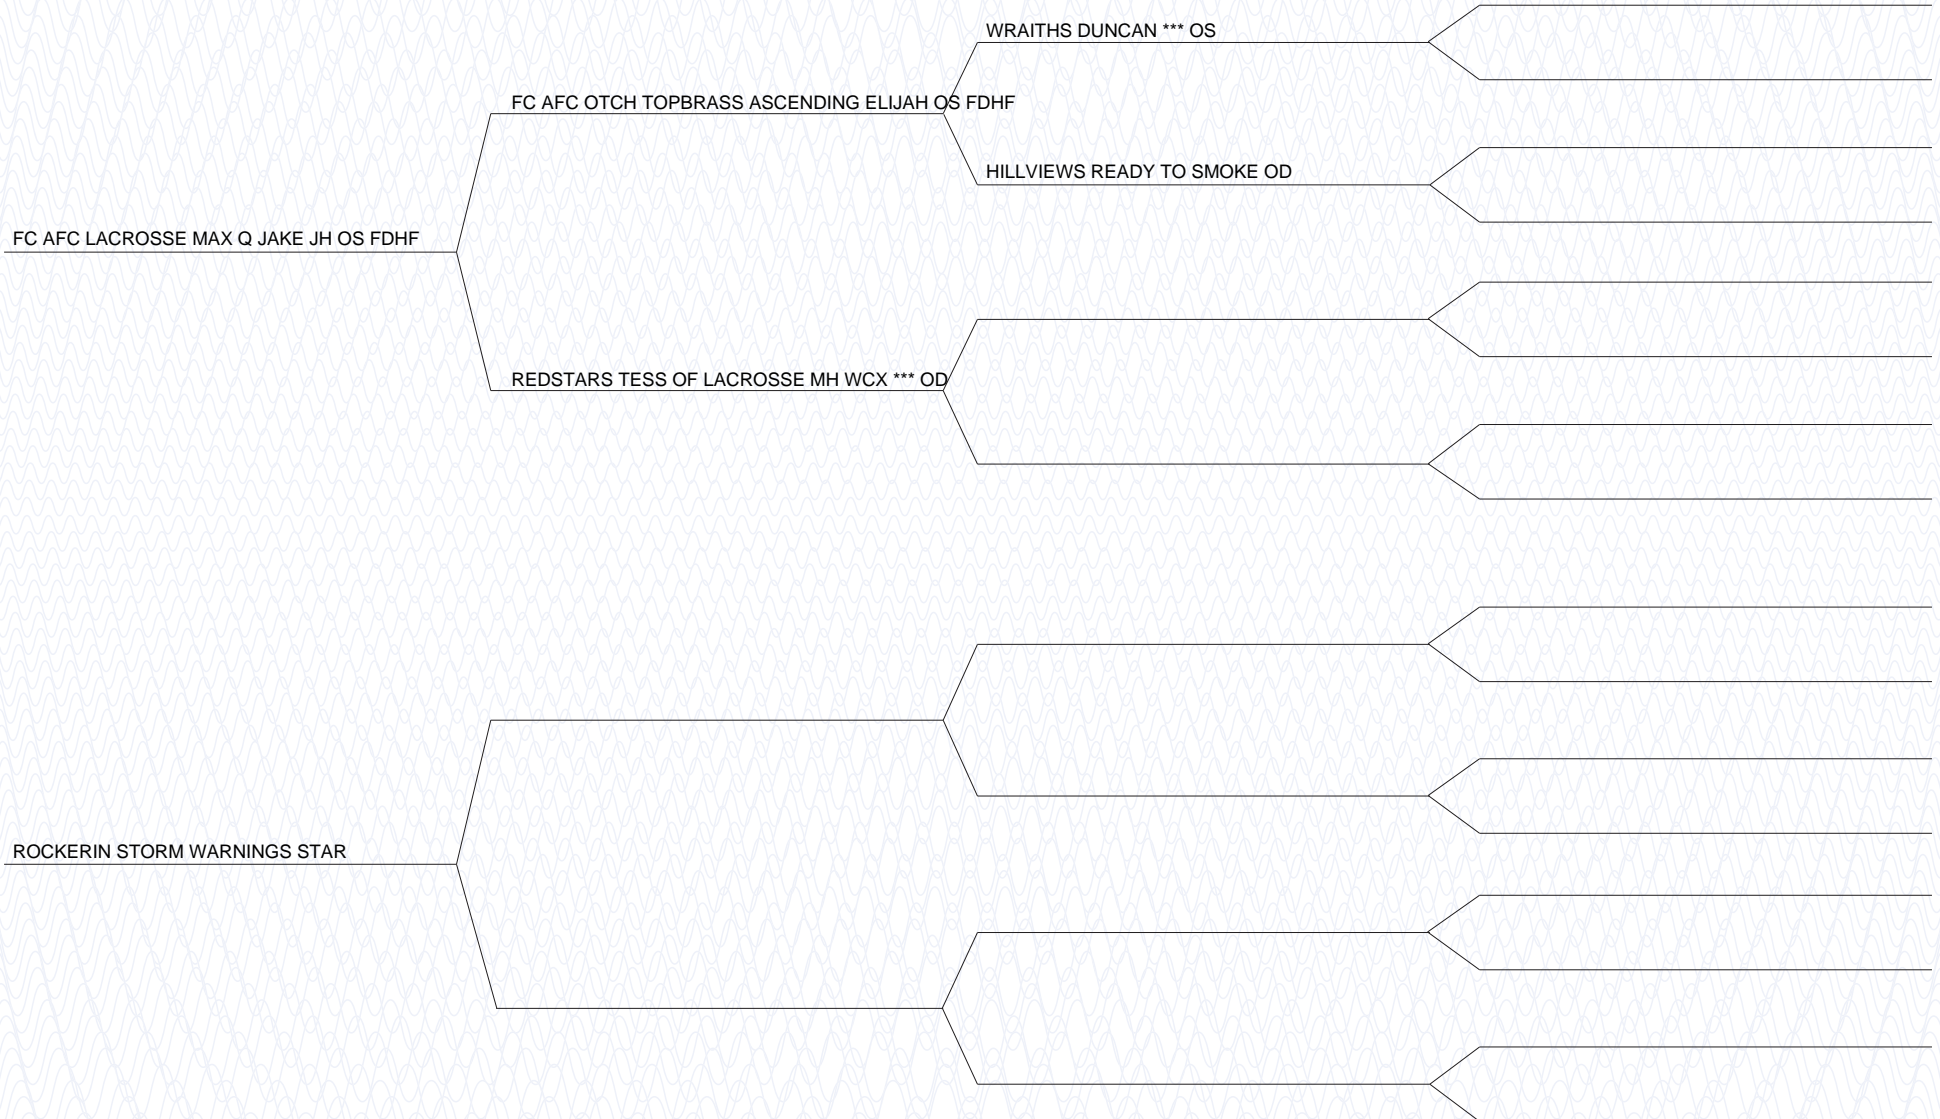 WRAITHS DUNCAN *** OS
FC AFC OTCH TOPBRASS ASCENDING ELIJAH OS FDHF
HILLVIEWS READY TO SMOKE OD
FC AFC LACROSSE MAX Q JAKE JH OS FDHF
REDSTARS TESS OF LACROSSE MH WCX *** OD
ROCKERIN STORM WARNINGS STAR